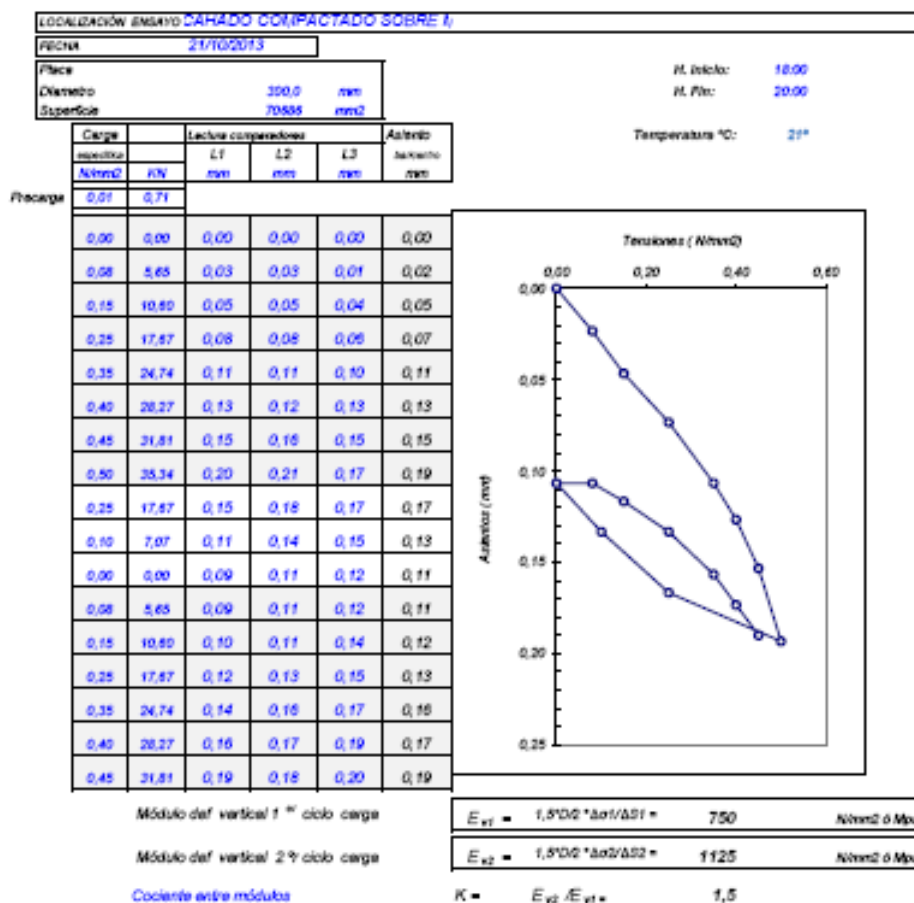 LOCALIZACIÓN ENSAYO CAHADO COMPACTADO SOBRE
FECHA 21/10/2013
Placa
Diametro 300,0 mm
Superficie mm2
H. Inicio: 18:00
H. Fin: 20:00
Temperatura ºC: 21º
Carga Lectura comparadores Asiento
especifica L1 L2 L3
N/mm2 KN mm mm mm mm
Precarga 0,01 0,71
0,00 0,00 0,00 0,00 0,00 0,00
0,08 5,65 0,03 0,03 0,01 0,02
0,15 10,60 0,05 0,05 0,04 0,05
0,25 17,67 0,08 0,08 0,06 0,07
0,35 24,74 0,11 0,11 0,10 0,11
0,40 28,27 0,13 0,12 0,13 0,13
0,45 31,81 0,15 0,16 0,15 0,15
0,50 35,34 0,20 0,21 0,17 0,19
0,25 17,67 0,15 0,18 0,17 0,17
0,10 7,07 0,11 0,14 0,15 0,13
0,00 0,00 0,09 0,11 0,12 0,11
0,08 5,65 0,09 0,11 0,12 0,11
0,15 10,60 0,10 0,11 0,14 0,12
0,25 17,67 0,12 0,13 0,15 0,13
0,35 24,74 0,14 0,16 0,17 0,16
0,40 28,27 0,16 0,17 0,19 0,17
0,45 31,81 0,19 0,18 0,20 0,19
Tensiones ( N/mm2)
0,00 0,20 0,40 0,60
0,00
0,05
0,10
0,15
0,20
0,25
Asientos ( mm)
Módulo def vertical 1 er ciclo carga E v1 = 1,5*D/2 *Δσ1/ΔS1 = 750 N/mm2 ó Mpa
Módulo def vertical 2 º ciclo carga E v2 = 1,5*D/2 *Δσ2/ΔS2 = 1125 N/mm2 ó Mpa
Cociente entre módulos K = E v2 /E v1 = 1,5